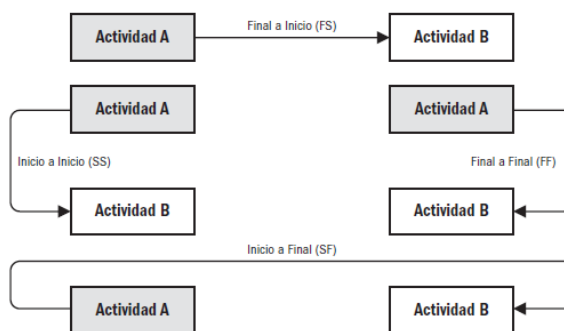 Final a Inicio (FS)
Actividad A
Actividad B
Actividad A
Actividad A
Inicio a Inicio (SS)
Final a Final (FF)
Actividad B
Actividad B
Inicio a Final (SF)
Actividad A
Actividad B